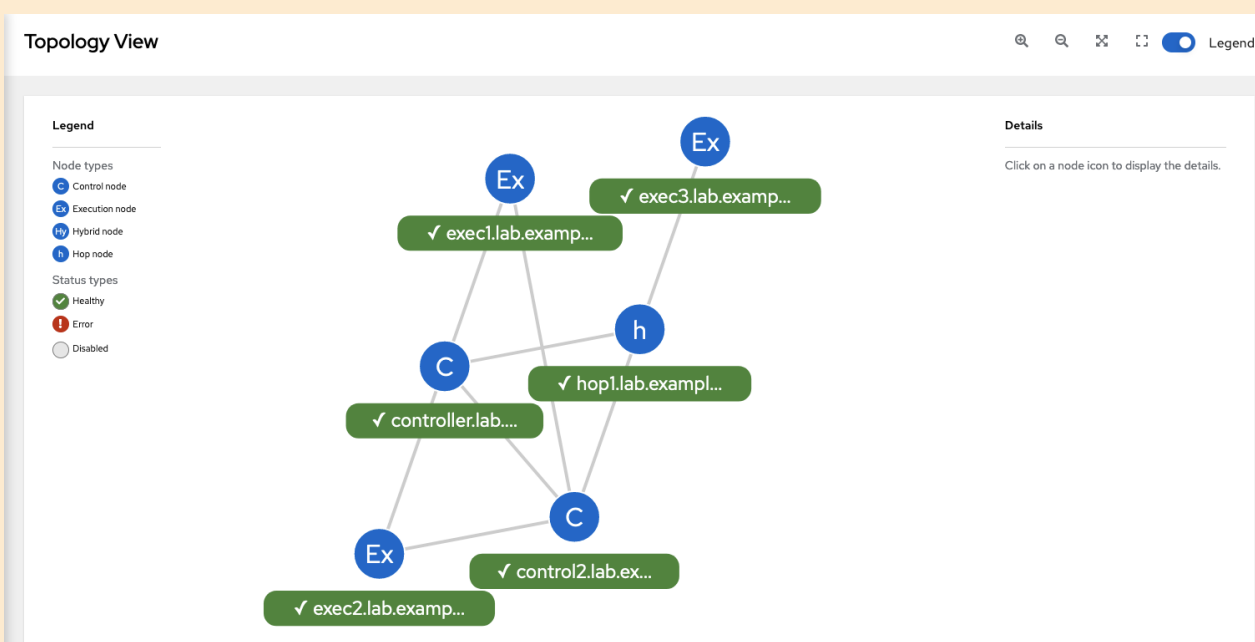 Topology View
Legend
Legend
Node types
C Control node
Ex Execution node
Hy Hybrid node
h Hop node
Status types
Healthy
! Error
Disabled
Ex
✓ exec3.lab.examp...
Ex
✓ exec1.lab.examp...
h
✓ hop1.lab.exampl...
C
✓ controller.lab....
C
✓ control2.lab.ex...
Ex
✓ exec2.lab.examp...
Details
Click on a node icon to display the details.